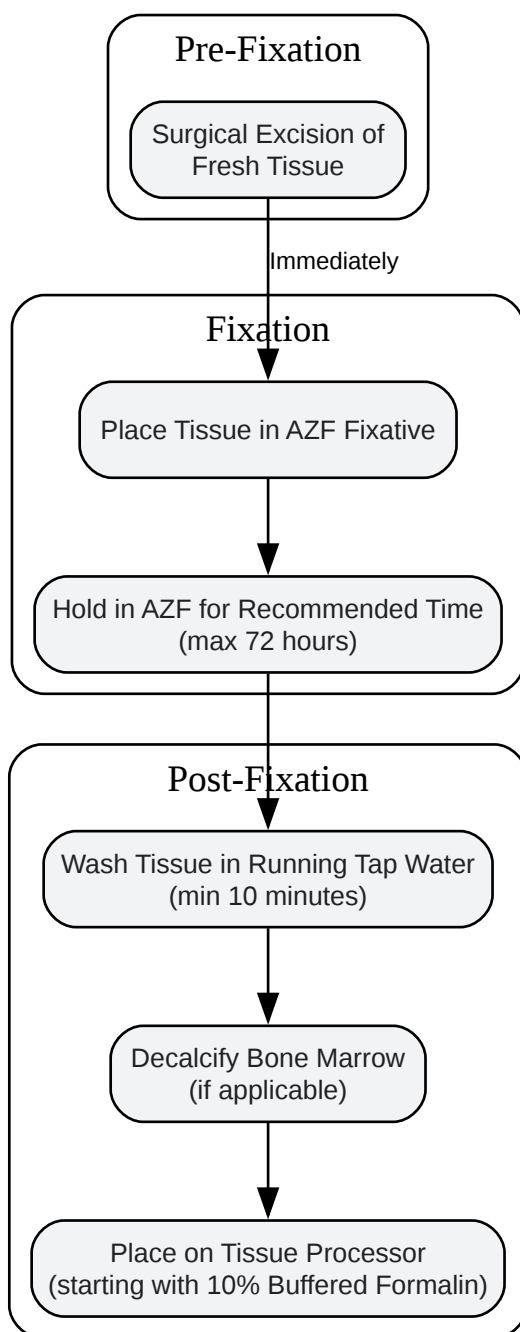 Pre-Fixation
Surgical Excision of
Fresh Tissue
Immediately
Fixation
Place Tissue in AZF Fixative
Hold in AZF for Recommended Time
(max 72 hours)
Post-Fixation
Wash Tissue in Running Tap Water
(min 10 minutes)
Decalcify Bone Marrow
(if applicable)
Place on Tissue Processor
(starting with 10% Buffered Formalin)